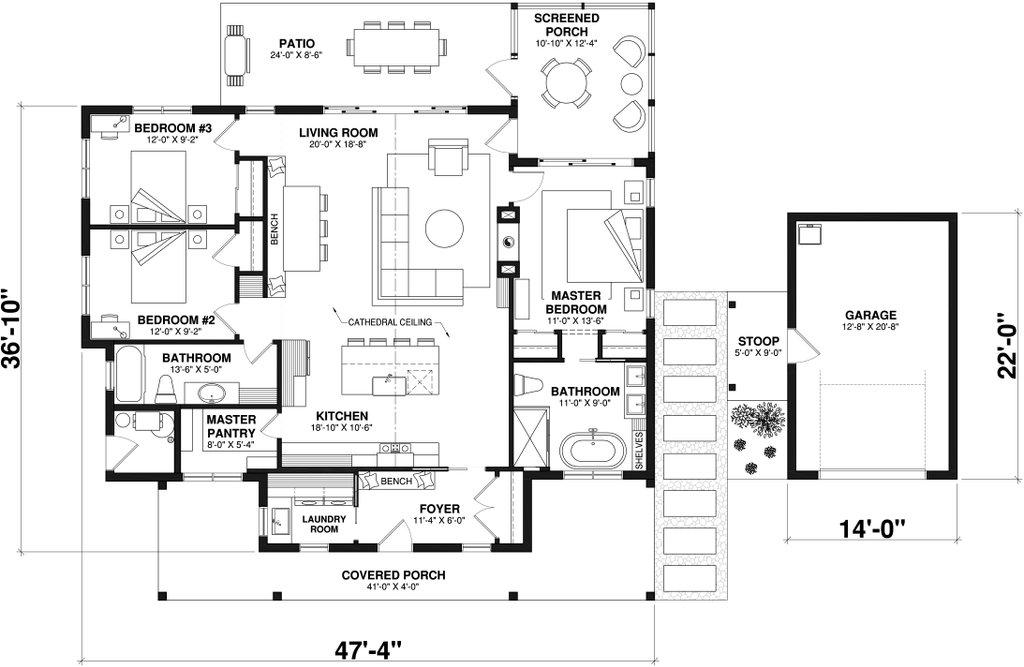 SCREENED
PORCH
10'-10" X 12'-4"
PATIO
24'-0" X 8'-6"
BEDROOM #3
12'-0" X 9'-2"
LIVING ROOM
20'-0" X 18'-8"
BENCH
MASTER
BEDROOM
11'-0" X 13'-6"
BEDROOM #2
12'-0" X 9'-2"
CATHEDRAL CEILING
GARAGE
12'-8" X 20'-8"
STOOP
5'-0" X 9'-0"
36'-10"
22'-0"
BATHROOM
13'-6" X 5'-0"
BATHROOM
11'-0" X 9'-0"
MASTER
PANTRY
8'-0" X 5'-4"
KITCHEN
18'-10" X 10'-6"
SHELVES
BENCH
LAUNDRY
ROOM
FOYER
11'-4" X 6'-0"
14'-0"
COVERED PORCH
41'-0" X 4'-0"
47'-4"